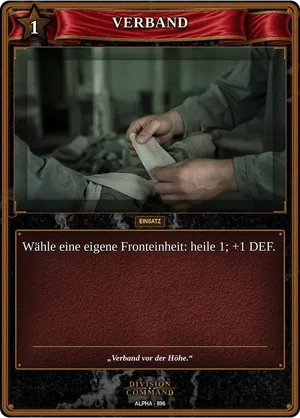 1
VERBAND
EINSATZ
Wähle eine eigene Fronteinheit: heile 1; +1 DEF.
„Verband vor der Höhe.“
DIVISION
COMMAND
ALPHA - 896